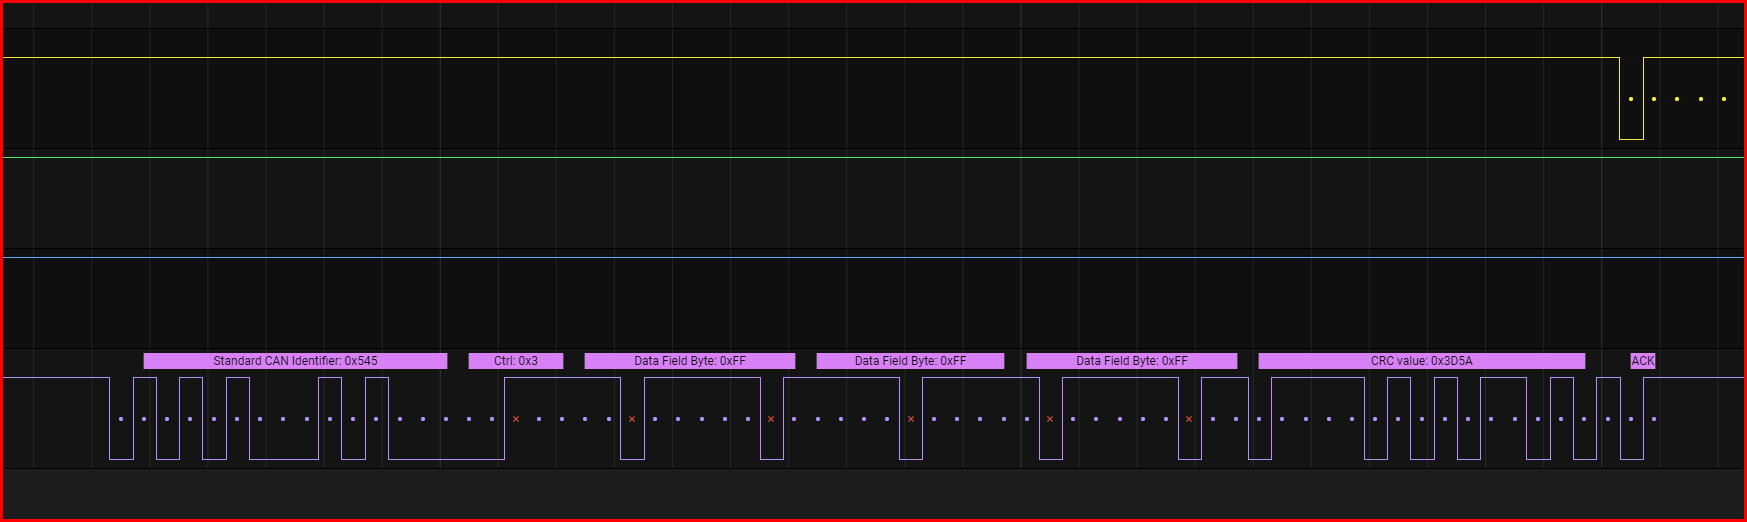 Standard CAN Identifier: 0x545
Ctrl: 0x3
Data Field Byte: 0xFF
Data Field Byte: 0xFF
Data Field Byte: 0xFF
CRC value: 0x3D5A
ACK